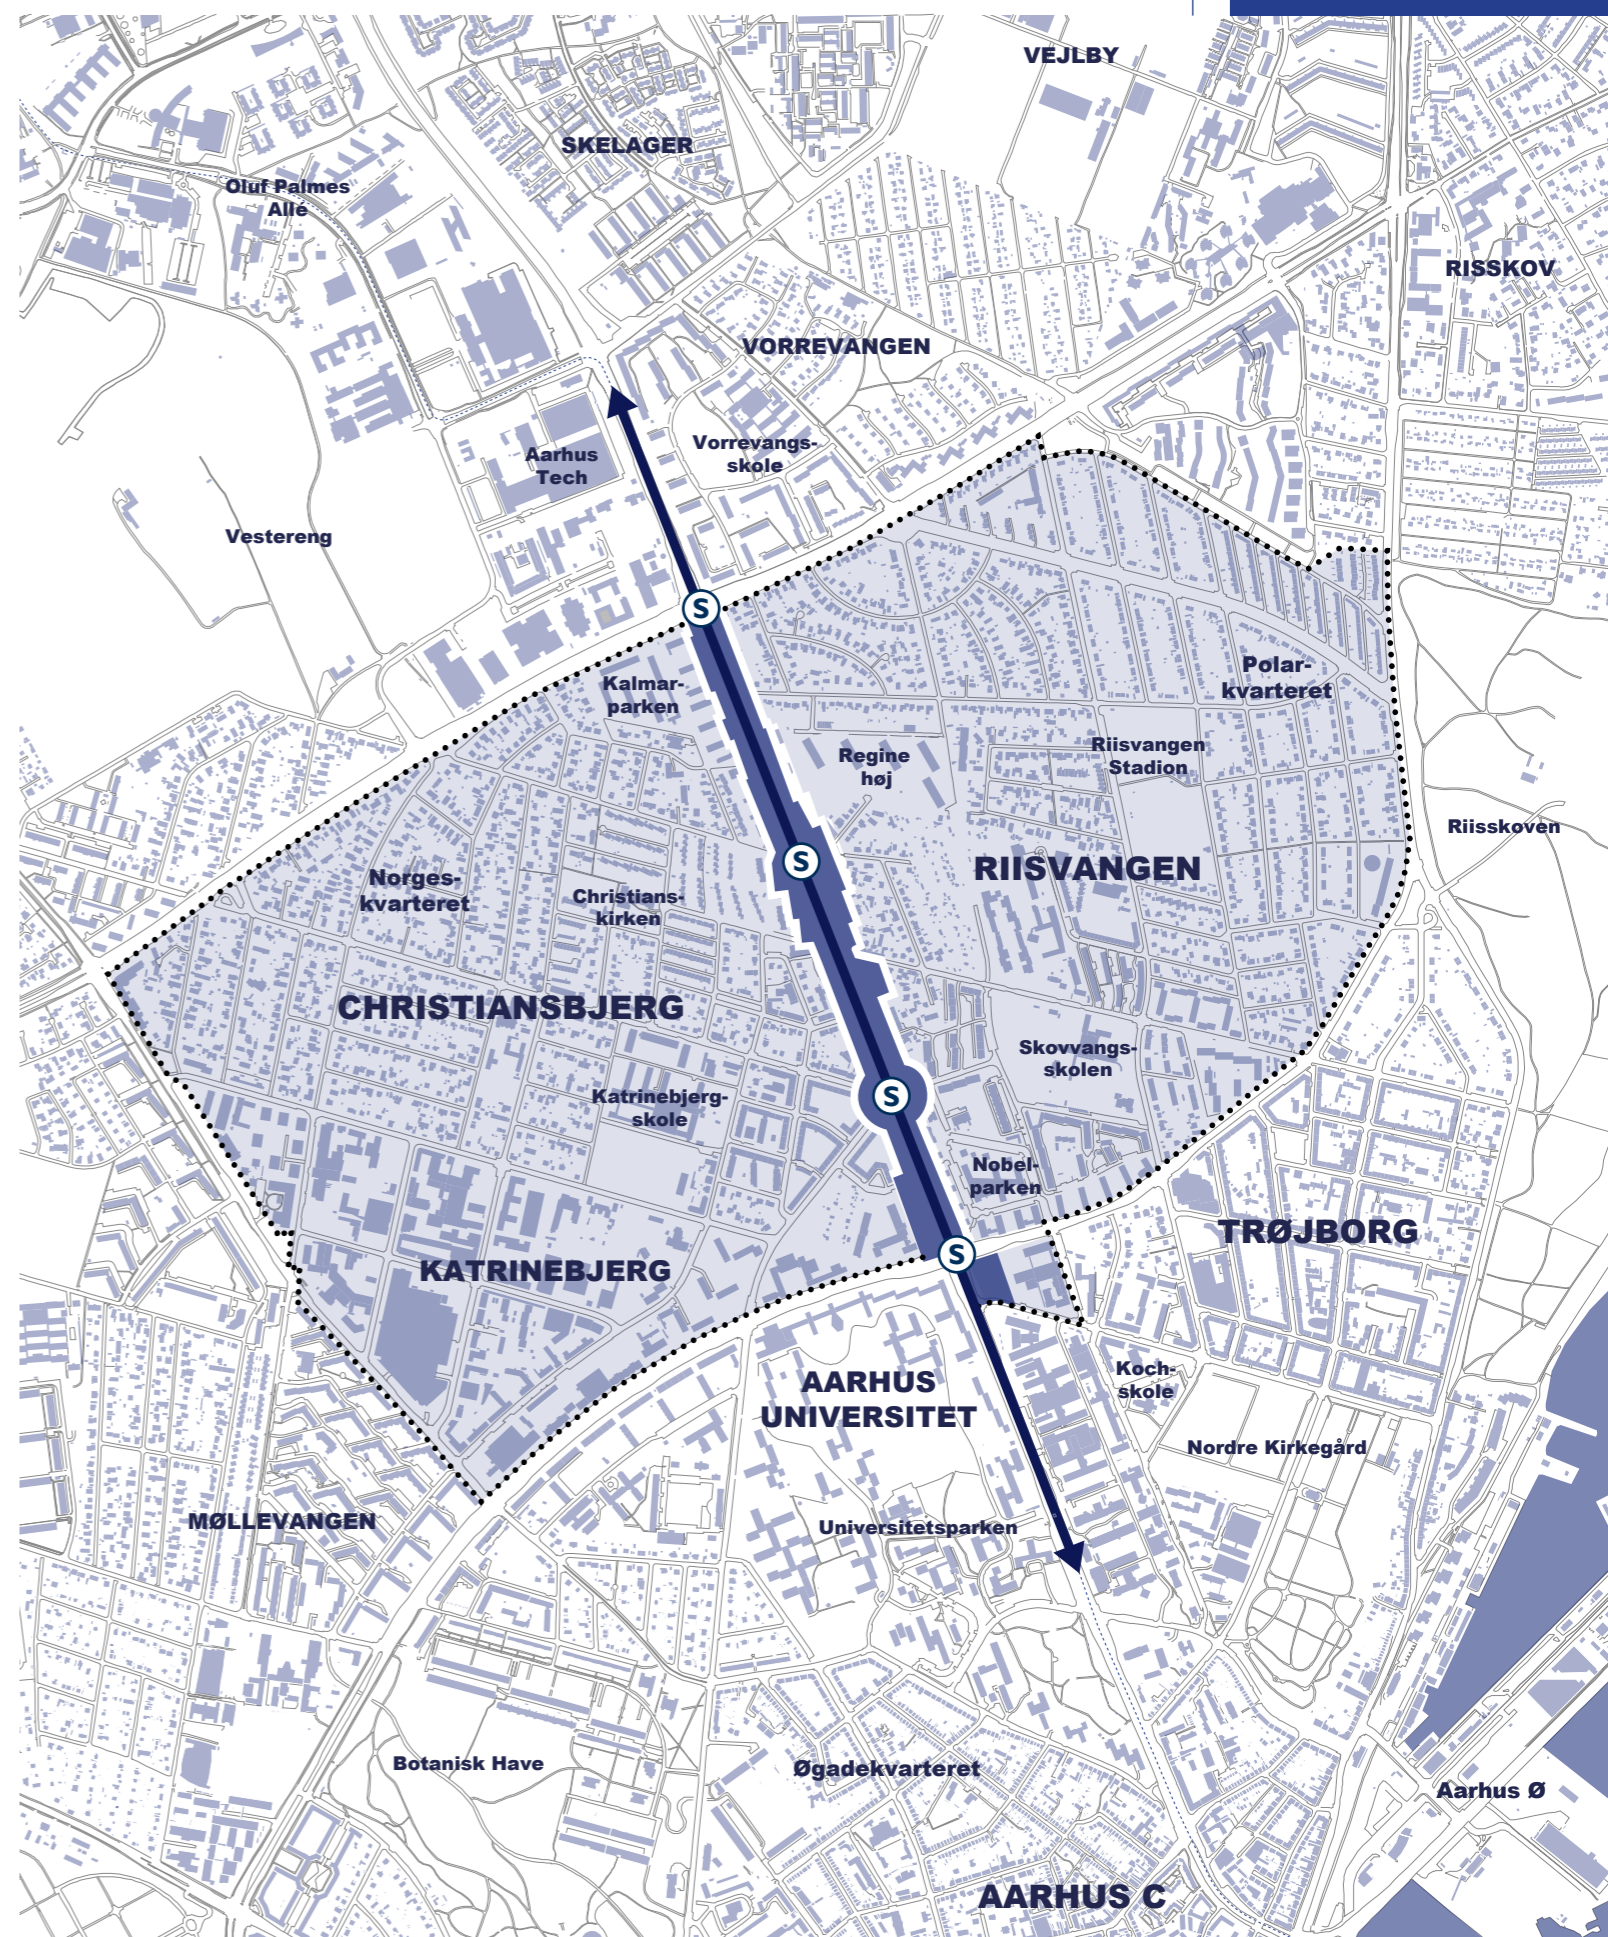 VEJLBY
SKELAGER
Oluf Palmes
Allé
RISSKOV
VORREVANGEN
Vorrevangs-
skole
Aarhus
Tech
Vestereng
S
Kalmar-
parken
Polar-
kvarteret
Regine
høj
Riisvangen
Stadion
Riisskoven
S
RIISVANGEN
Norges-
kvarteret
Christians-
kirken
CHRISTIANSBJERG
Skovvangs-
skolen
S
Katrinebjerg-
skole
Nobel-
parken
TRØJBORG
S
KATRINEBJERG
AARHUS
UNIVERSITET
Koch-
skole
Nordre Kirkegård
MØLLEVANGEN
Universitetsparken
Botanisk Have
Øgadekvarteret
Aarhus Ø
AARHUS C